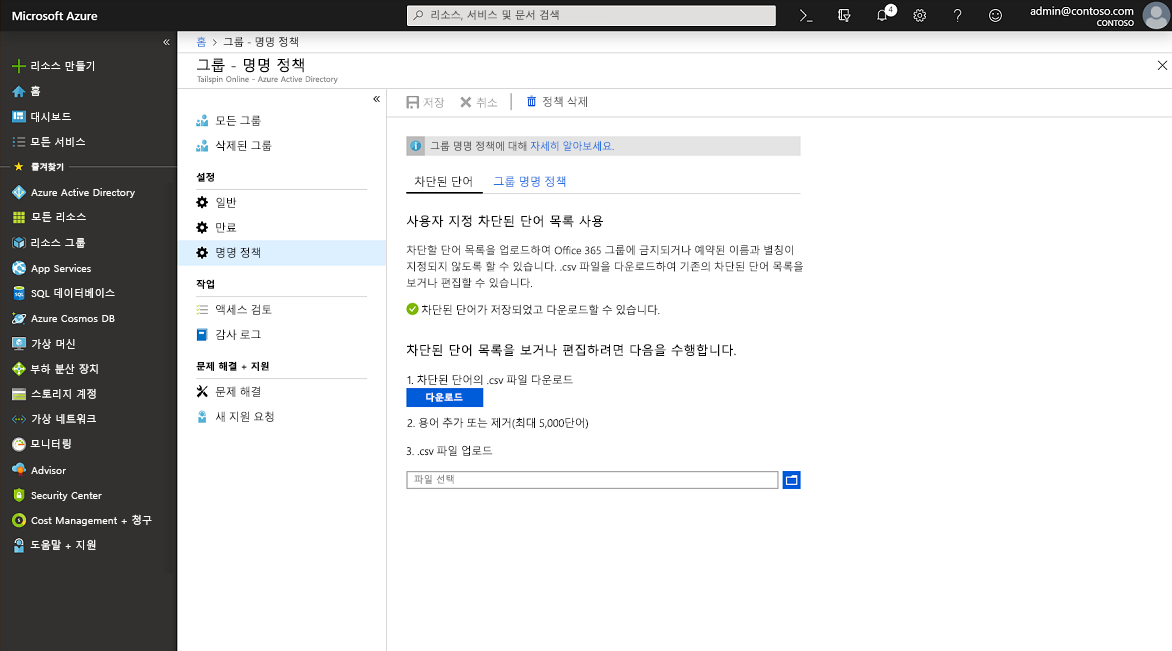 Microsoft Azure
리소스, 서비스 및 문서 검색
4
admin@contoso.com
CONTOSO
리소스 만들기
홈
대시보드
모든 서비스
즐겨찾기
Azure Active Directory
모든 리소스
리소스 그룹
App Services
SQL 데이터베이스
Azure Cosmos DB
가상 머신
부하 분산 장치
스토리지 계정
가상 네트워크
모니터링
Advisor
Security Center
Cost Management + 청구
도움말 + 지원
홈 > 그룹 - 명명 정책
그룹 - 명명 정책
Tailspin Online - Azure Active Directory
모든 그룹
삭제된 그룹
설정
일반
만료
명명 정책
작업
액세스 검토
감사 로그
문제 해결 + 지원
문제 해결
새 지원 요청
저장 취소 정책 삭제
그룹 명명 정책에 대해 자세히 알아보세요.
차단된 단어 그룹 명명 정책
사용자 지정 차단된 단어 목록 사용
차단할 단어 목록을 업로드하여 Office 365 그룹에 금지되거나 예약된 이름과 별칭이
지정되지 않도록 할 수 있습니다. .csv 파일을 다운로드하여 기존의 차단된 단어 목록을
보거나 편집할 수 있습니다.
차단된 단어가 저장되었고 다운로드할 수 있습니다.
차단된 단어 목록을 보거나 편집하려면 다음을 수행합니다.
1. 차단된 단어의 .csv 파일 다운로드
다운로드
2. 용어 추가 또는 제거(최대 5,000단어)
3. .csv 파일 업로드
파일 선택